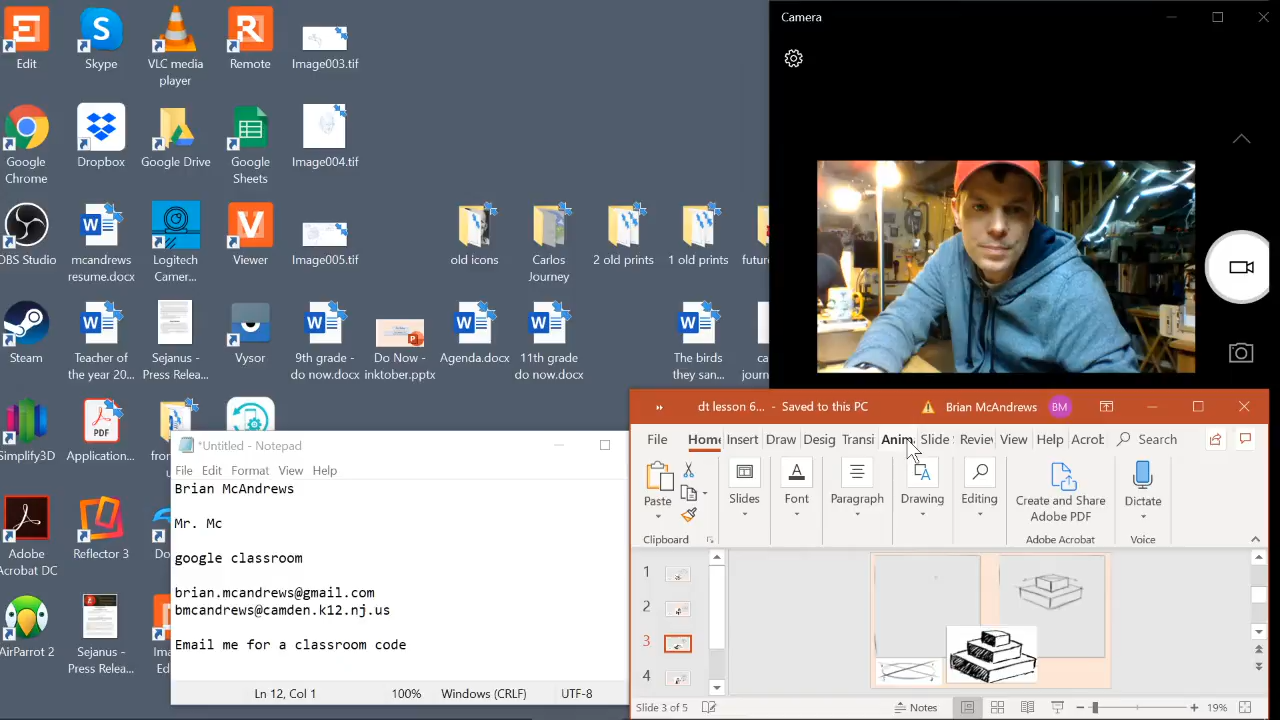 Camera
Edit
Skype
VLC media player
Remote
Image003.tif
Google Chrome
Dropbox
Google Drive
Google Sheets
Image004.tif
OBS Studio
mcandrews resume.docx
Logitech Camer...
Viewer
Image005.tif
old icons
Carlos Journey
2 old prints
1 old prints
Steam
Teacher of the year 20...
Sejanus - Press Relea...
Vysor
9th grade - do now.docx
Do Now - inktober.pptx
Agenda.docx
11th grade do now.docx
The birds they san...
Simplify3D
Application...
Adobe Acrobat DC
Reflector 3
AirParrot 2
Sejanus - Press Relea...
*Untitled - Notepad
File Edit Format View Help
Brian McAndrews
Mr. Mc
google classroom
brian.mcandrews@gmail.com
bmcandrews@camden.k12.nj.us
Email me for a classroom code
Ln 12, Col 1 100% Windows (CRLF) UTF-8
dt lesson 6... - Saved to this PC Brian McAndrews BM
File Home Insert Draw Desig Transi Anim Slide Review View Help Acrob Search
Paste Slides Font Paragraph Drawing Editing Create and Share Adobe PDF Dictate
Clipboard Adobe Acrobat Voice
1
2
3
4
Slide 3 of 5 Notes 19%